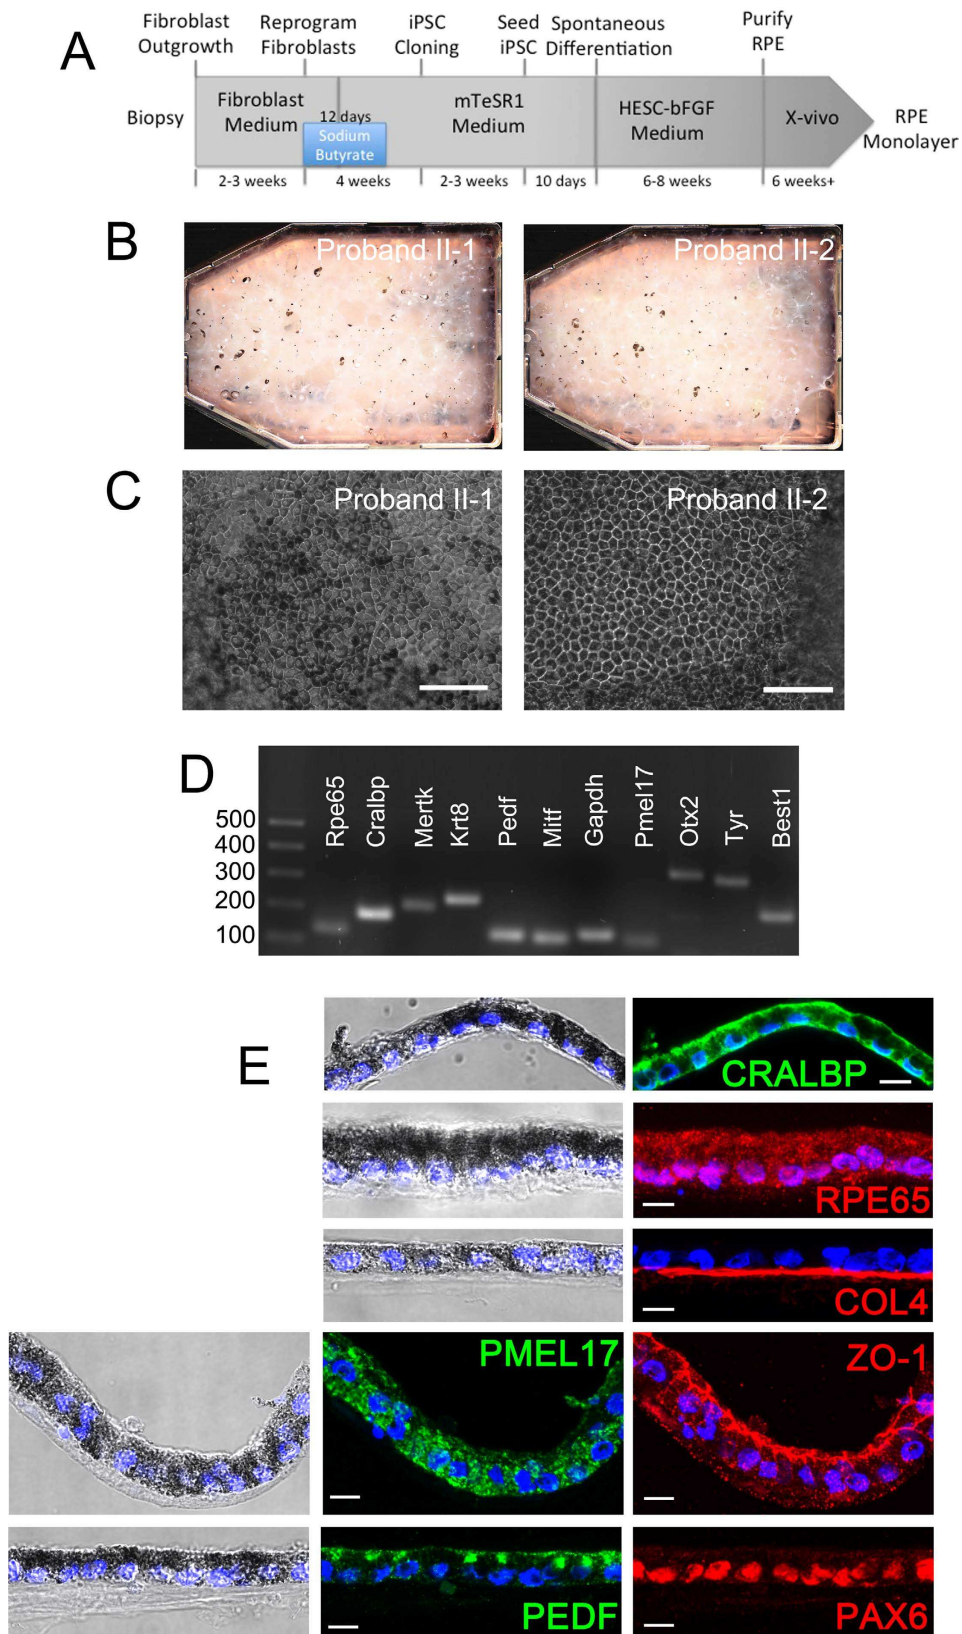 A
Fibroblast
Outgrowth
Reprogram
Fibroblasts
iPSC
Cloning
Seed
iPSC
Spontaneous
Differentiation
Purify
RPE
Biopsy
Fibroblast
Medium
12 days
Sodium
Butyrate
mTeSR1
Medium
HESC-bFGF
Medium
X-vivo
RPE
Monolayer
2-3 weeks
4 weeks
2-3 weeks
10 days
6-8 weeks
6 weeks+
B
Proband II-1
Proband II-2
C
Proband II-1
Proband II-2
D
500
400
300
200
100
Rpe65
Cralbp
Mertk
Krt8
Pedf
Mitf
Gapdh
Pmel17
Otx2
Tyr
Best1
E
CRALBP
RPE65
COL4
PMEL17
ZO-1
PEDF
PAX6